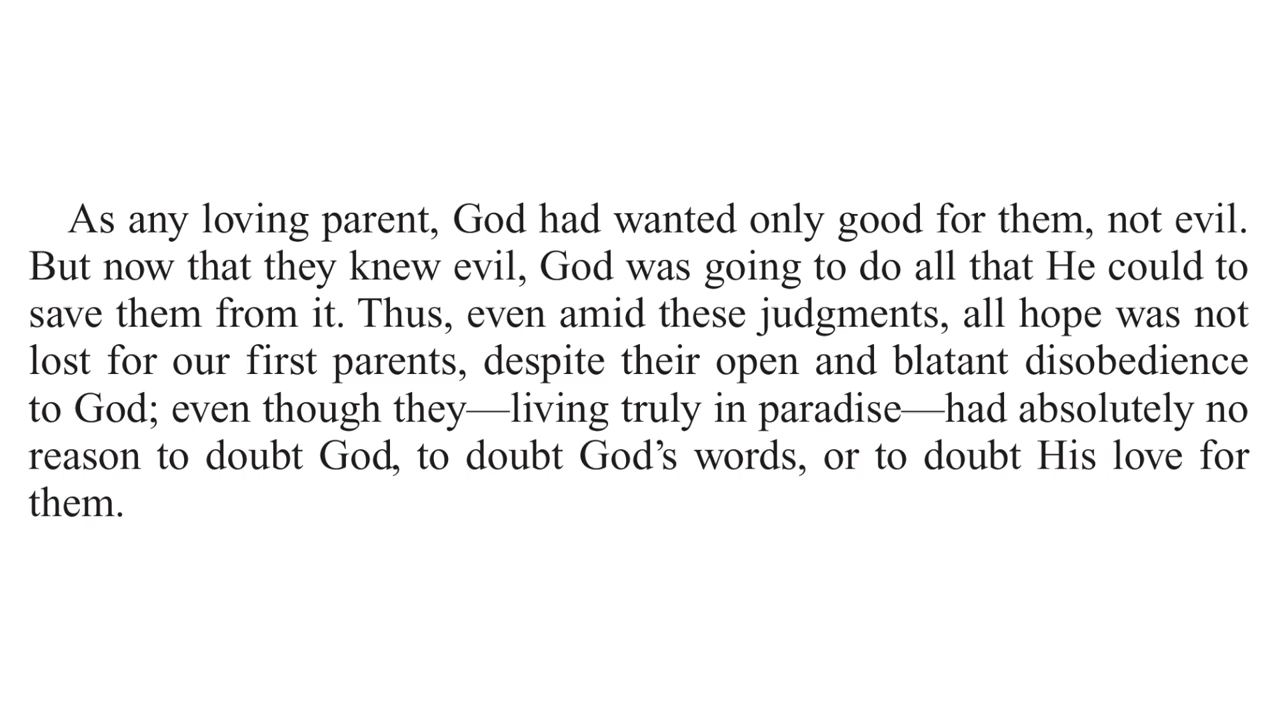 As any loving parent, God had wanted only good for them, not evil.
But now that they knew evil, God was going to do all that He could to
save them from it. Thus, even amid these judgments, all hope was not
lost for our first parents, despite their open and blatant disobedience
to God; even though they—living truly in paradise—had absolutely no
reason to doubt God, to doubt God’s words, or to doubt His love for
them.